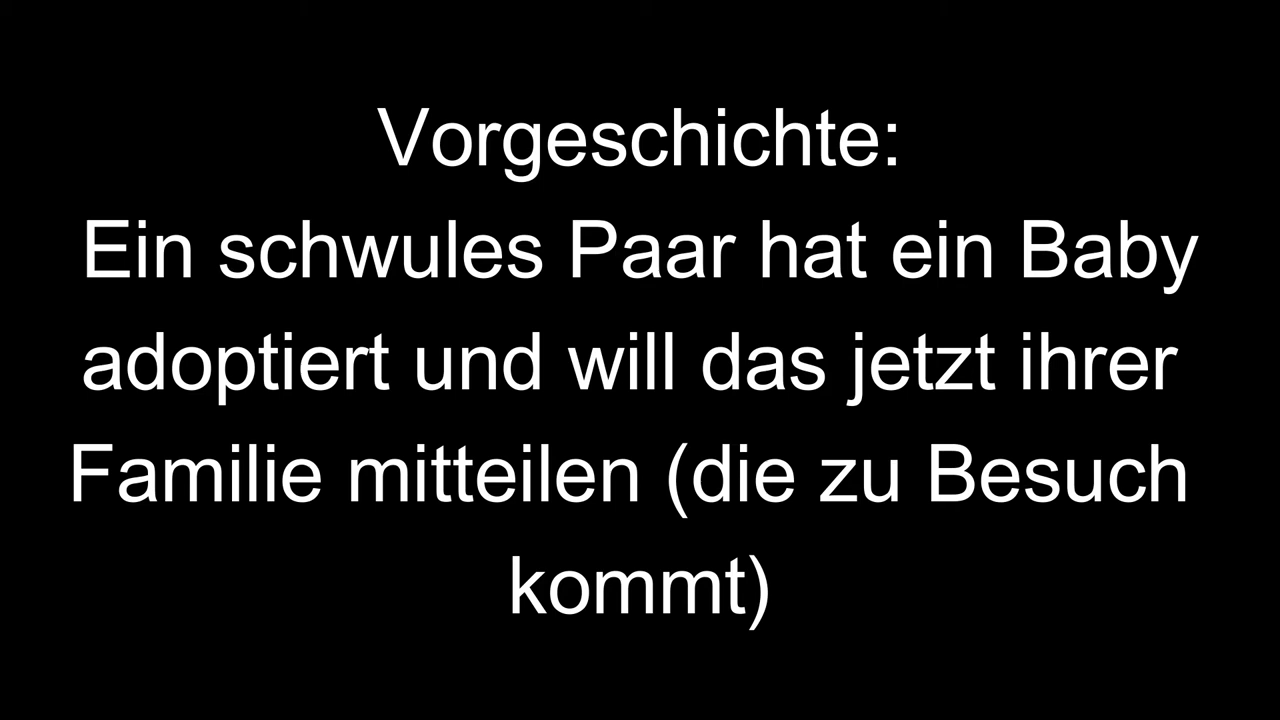 Vorgeschichte:
Ein schwules Paar hat ein Baby
adoptiert und will das jetzt ihrer
Familie mitteilen (die zu Besuch
kommt)